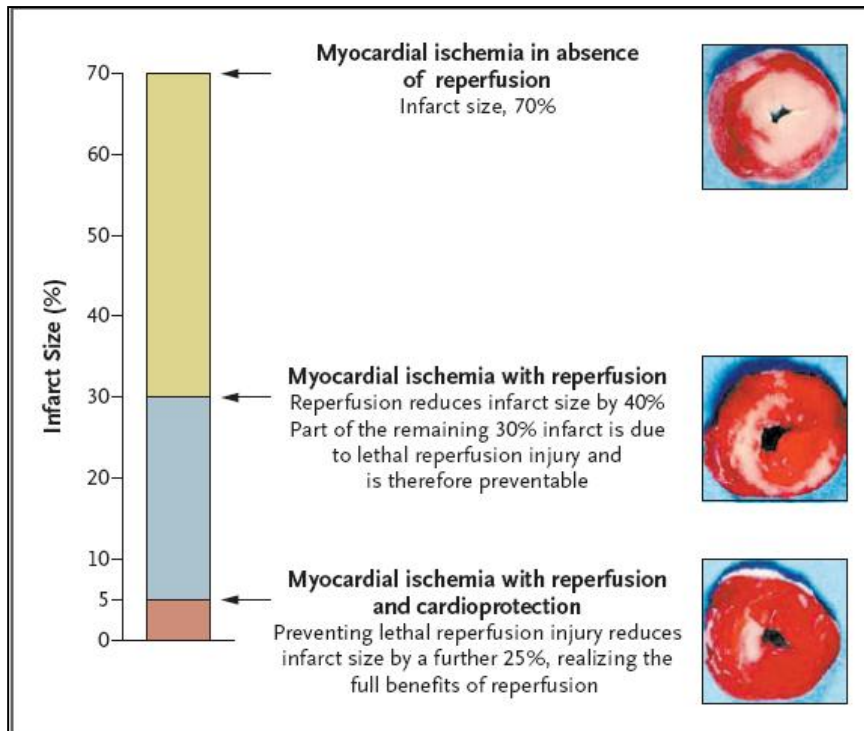 Infarct Size (%)
70
60
50
40
30
20
10
5
0
Myocardial ischemia in absence
of reperfusion
Infarct size, 70%
Myocardial ischemia with reperfusion
Reperfusion reduces infarct size by 40%
Part of the remaining 30% infarct is due
to lethal reperfusion injury and
is therefore preventable
Myocardial ischemia with reperfusion
and cardioprotection
Preventing lethal reperfusion injury reduces
infarct size by a further 25%, realizing the
full benefits of reperfusion